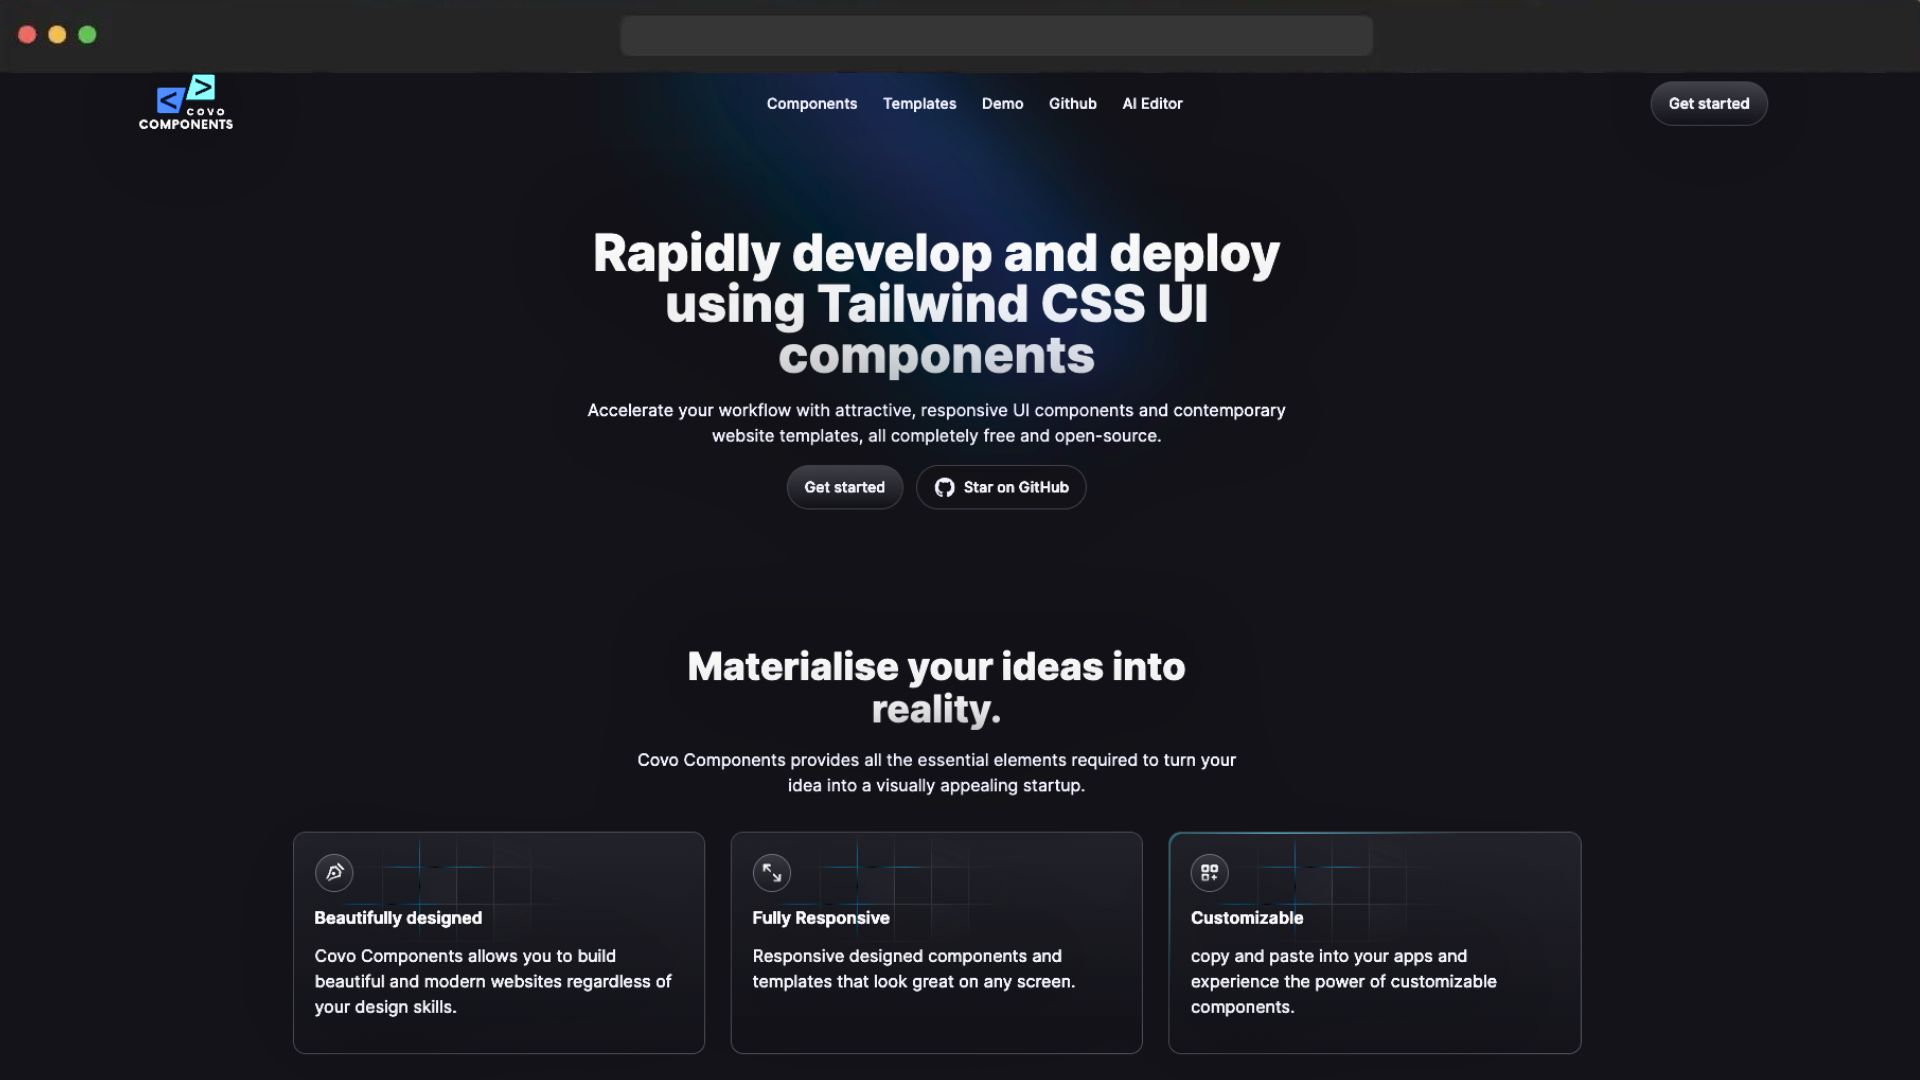 < >
COVO
COMPONENTS
Components
Templates
Demo
Github
AI Editor
Get started
Rapidly develop and deploy
using Tailwind CSS UI
components
Accelerate your workflow with attractive, responsive UI components and contemporary
website templates, all completely free and open-source.
Get started
Star on GitHub
Materialise your ideas into
reality.
Covo Components provides all the essential elements required to turn your
idea into a visually appealing startup.
Beautifully designed
Covo Components allows you to build
beautiful and modern websites regardless of
your design skills.
Fully Responsive
Responsive designed components and
templates that look great on any screen.
Customizable
copy and paste into your apps and
experience the power of customizable
components.